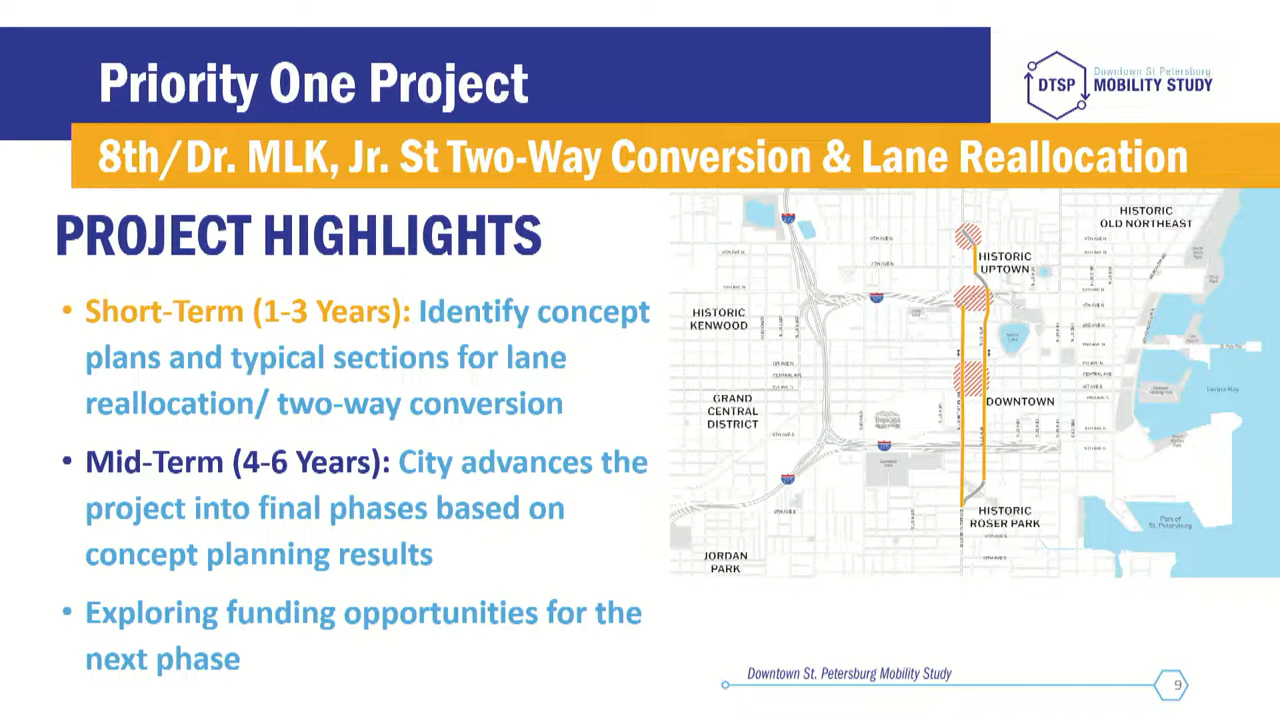 Priority One Project
DTSP
Downtown St Petersburg
MOBILITY STUDY
8th/Dr. MLK, Jr. St Two-Way Conversion & Lane Reallocation
PROJECT HIGHLIGHTS
• Short-Term (1-3 Years): Identify concept
plans and typical sections for lane
reallocation/ two-way conversion
• Mid-Term (4-6 Years): City advances the
project into final phases based on
concept planning results
• Exploring funding opportunities for the
next phase
HISTORIC
OLD NORTHEAST
HISTORIC
UPTOWN
HISTORIC
KENWOOD
GRAND
CENTRAL
DISTRICT
DOWNTOWN
HISTORIC
ROSER PARK
JORDAN
PARK
Port of
St. Petersburg
Downtown St. Petersburg Mobility Study
9